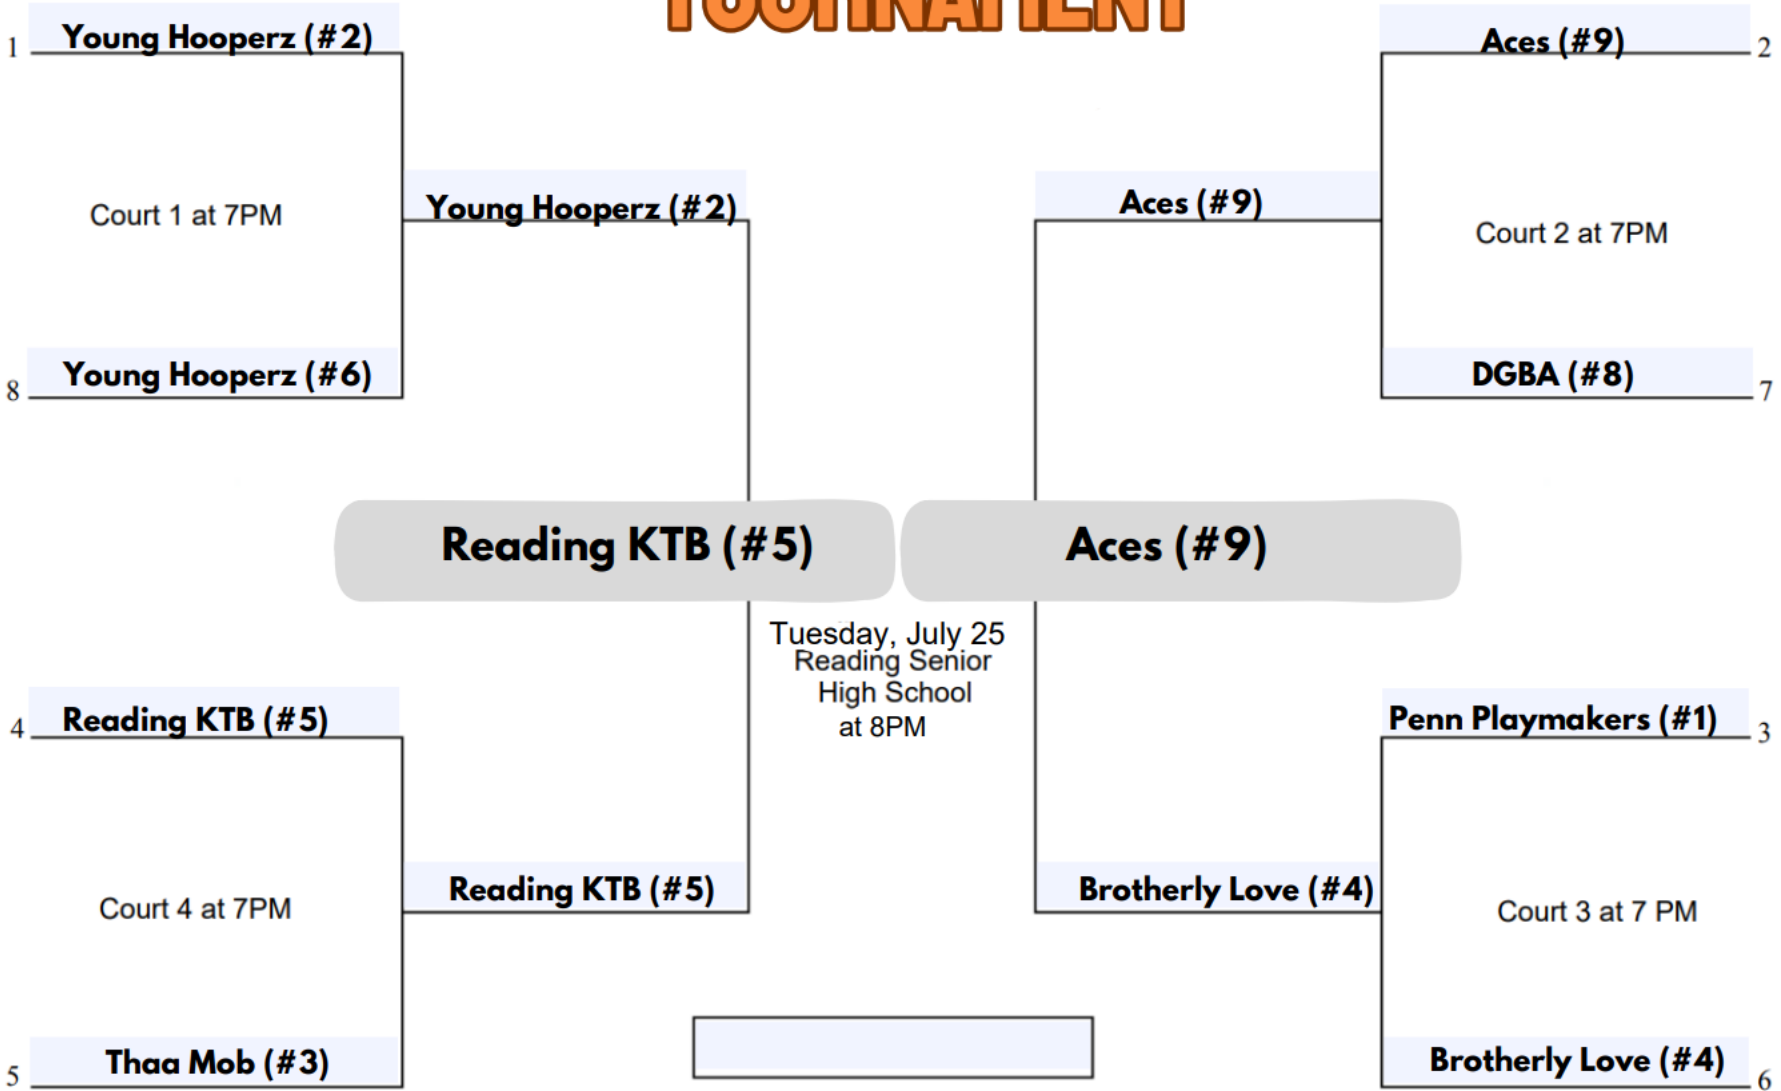 TOURNAMENT
1 Young Hooperz (#2)
Aces (#9) 2
Court 1 at 7PM
Young Hooperz (#2)
Aces (#9)
Court 2 at 7PM
8 Young Hooperz (#6)
DGBA (#8) 7
Reading KTB (#5)
Aces (#9)
Tuesday, July 25
Reading Senior
High School
at 8PM
4 Reading KTB (#5)
Penn Playmakers (#1) 3
Court 4 at 7PM
Reading KTB (#5)
Brotherly Love (#4)
Court 3 at 7 PM
5 Thaa Mob (#3)
Brotherly Love (#4) 6